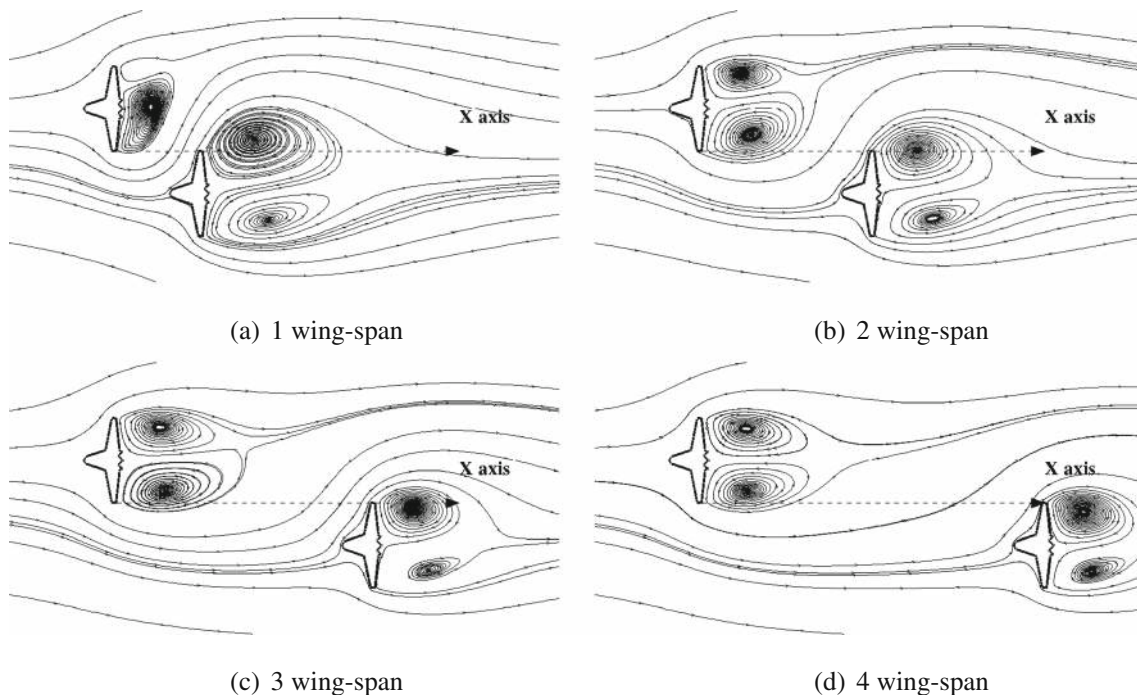 X axis
X axis
(a) 1 wing-span
(b) 2 wing-span
X axis
X axis
(c) 3 wing-span
(d) 4 wing-span